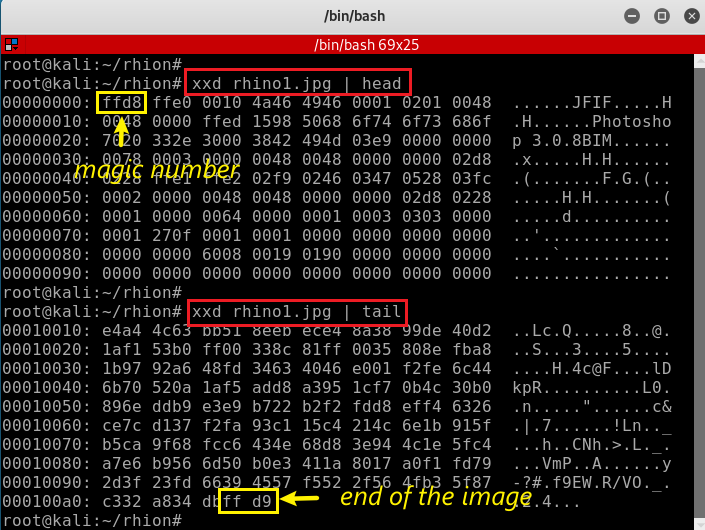 /bin/bash
/bin/bash 69x25
root@kali:~/rhion#
root@kali:~/rhion# xxd rhino1.jpg | head
00000000: ffd8 ffe0 0010 4a46 4946 0001 0201 0048 ......JFIF.....H
00000010: 0048 0000 ffed 1598 5068 6f74 6f73 686f .H......Photosho
00000020: 7020 332e 3000 3842 494d 03e9 0000 0000 p 3.0.8BIM......
00000030: 0078 0003 0000 0048 0048 0000 0000 02d8 .x.....H.H......
magic number
00000040: 0228 ffe1 ffe2 02f9 0246 0347 0528 03fc .(.......F.G.(..
00000050: 0002 0000 0048 0048 0000 0000 02d8 0228 .....H.H.......(
00000060: 0001 0000 0064 0000 0001 0003 0303 0000 .....d..........
00000070: 0001 270f 0001 0001 0000 0000 0000 0000 ..'.............
00000080: 0000 0000 6008 0019 0190 0000 0000 0000 ....`...........
00000090: 0000 0000 0000 0000 0000 0000 0000 0000 ................
root@kali:~/rhion#
root@kali:~/rhion# xxd rhino1.jpg | tail
00010010: e4a4 4c63 bb51 8eeb ece4 8a38 99de 40d2 ..Lc.Q.....8..@.
00010020: 1af1 53b0 ff00 338c 81ff 0035 808e fba8 ..S...3....5....
00010030: 1b97 92a6 48fd 3463 4046 e001 f2fe 6c44 ....H.4c@F....lD
00010040: 6b70 520a 1af5 add8 a395 1cf7 0b4c 30b0 kpR..........L0.
00010050: 896e ddb9 e3e9 b722 b2f2 fdd8 eff4 6326 .n....."......c&
00010060: ce7c d137 f2fa 93c1 15c4 214c 6e1b 915f .|.7......!Ln.._
00010070: b5ca 9f68 fcc6 434e 68d8 3e94 4c1e 5fc4 ...h..CNh.>.L._.
00010080: a7e6 b956 6d50 b0e3 411a 8017 a0f1 fd79 ...VmP..A......y
00010090: 2d3f 23fd 6639 4557 f552 2f56 4fb3 5f87 -?#.f9EW.R/VO._.
000100a0: c332 a834 dbff d9 .2.4...
end of the image
root@kali:~/rhion#